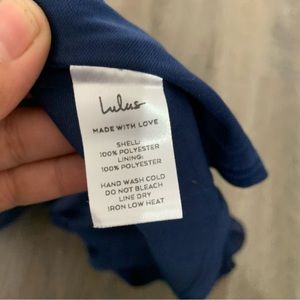 Lulus
MADE WITH LOVE
SHELL:
100% POLYESTER
LINING:
100% POLYESTER
HAND WASH COLD
DO NOT BLEACH
LINE DRY
IRON LOW HEAT